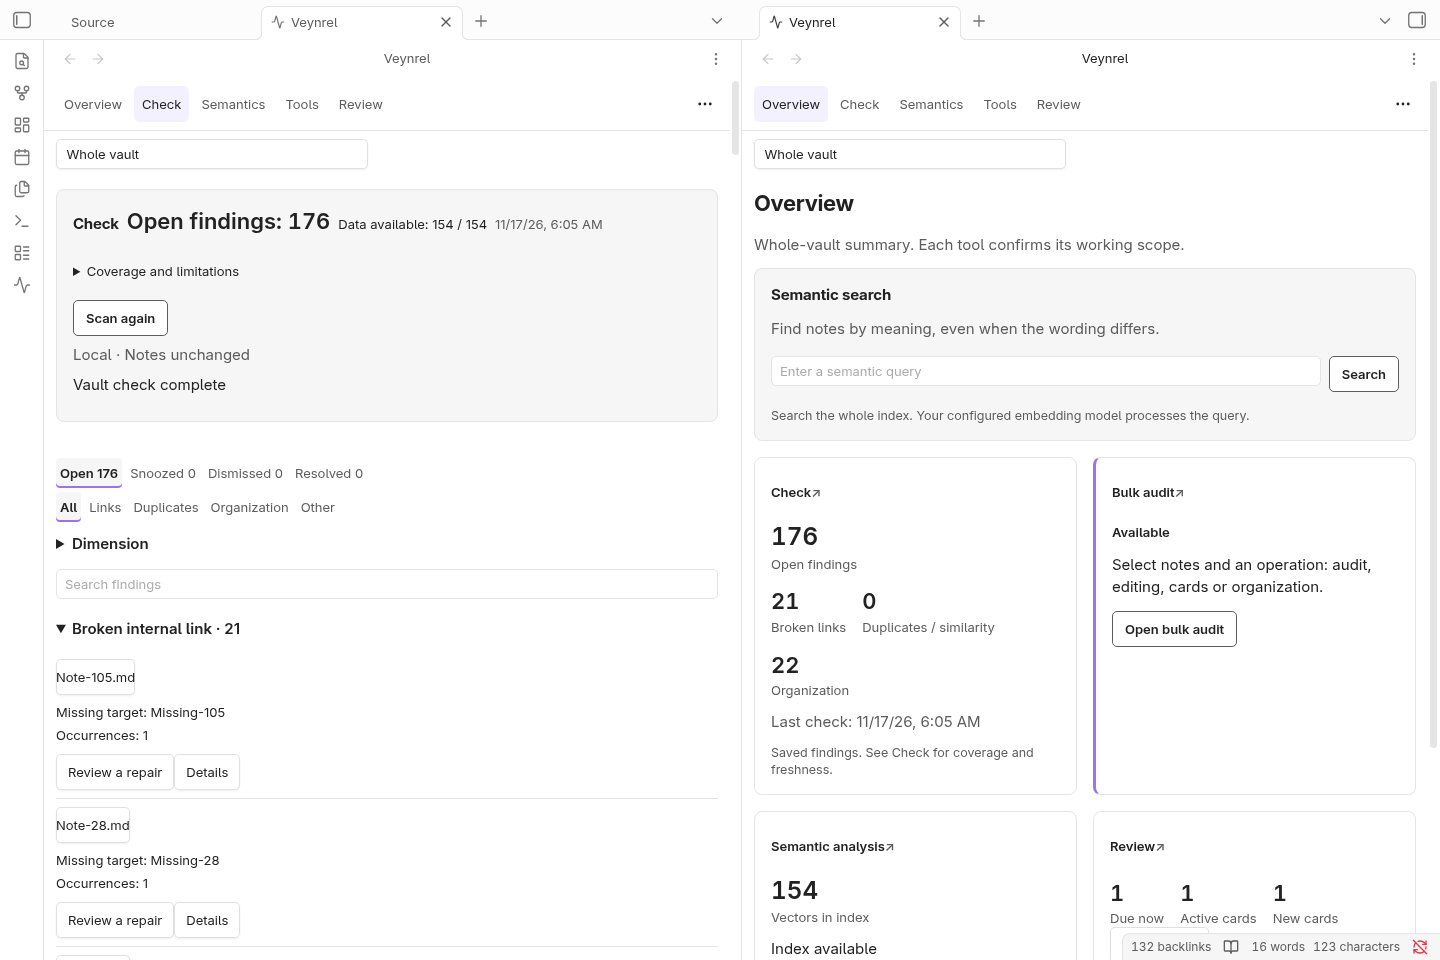 Source
Veynrel
Veynrel
Overview Check Semantics Tools Review
Whole vault
Check Open findings: 176 Data available: 154 / 154 11/17/26, 6:05 AM
Coverage and limitations
Scan again
Local · Notes unchanged
Vault check complete
Open 176 Snoozed 0 Dismissed 0 Resolved 0
All Links Duplicates Organization Other
Dimension
Search findings
Broken internal link · 21
Note-105.md
Missing target: Missing-105
Occurrences: 1
Review a repair Details
Note-28.md
Missing target: Missing-28
Occurrences: 1
Review a repair Details
Veynrel
Veynrel
Overview Check Semantics Tools Review
Whole vault
Overview
Whole-vault summary. Each tool confirms its working scope.
Semantic search
Find notes by meaning, even when the wording differs.
Enter a semantic query
Search
Search the whole index. Your configured embedding model processes the query.
Check
176
Open findings
21 0
Broken links Duplicates / similarity
22
Organization
Last check: 11/17/26, 6:05 AM
Saved findings. See Check for coverage and
freshness.
Bulk audit
Available
Select notes and an operation: audit,
editing, cards or organization.
Open bulk audit
Semantic analysis
154
Vectors in index
Index available
Review
1 1 1
Due now Active cards New cards
132 backlinks 16 words 123 characters